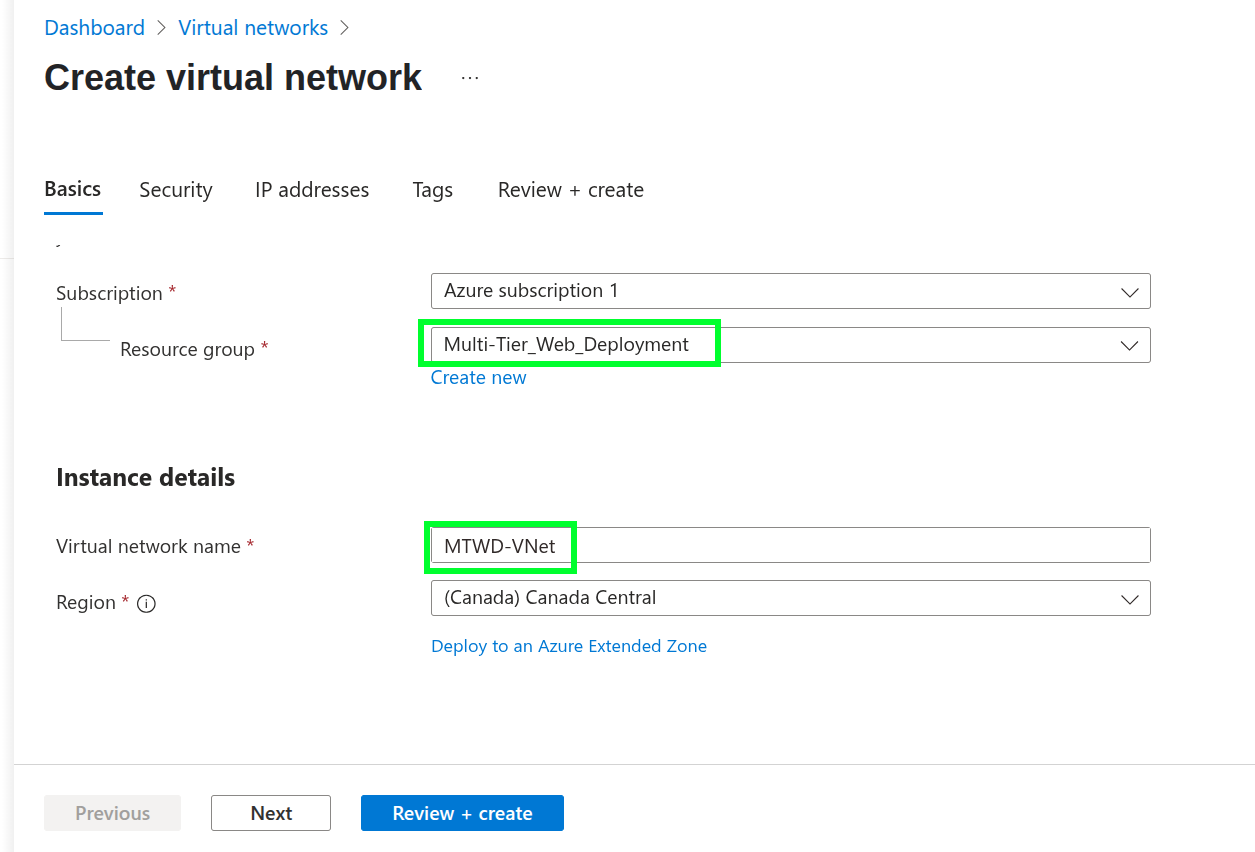 Dashboard > Virtual networks >
Create virtual network ...
Basics Security IP addresses Tags Review + create
Subscription * Azure subscription 1
Resource group * Multi-Tier_Web_Deployment
Create new
Instance details
Virtual network name * MTWD-VNet
Region * (Canada) Canada Central
Deploy to an Azure Extended Zone
Previous Next Review + create